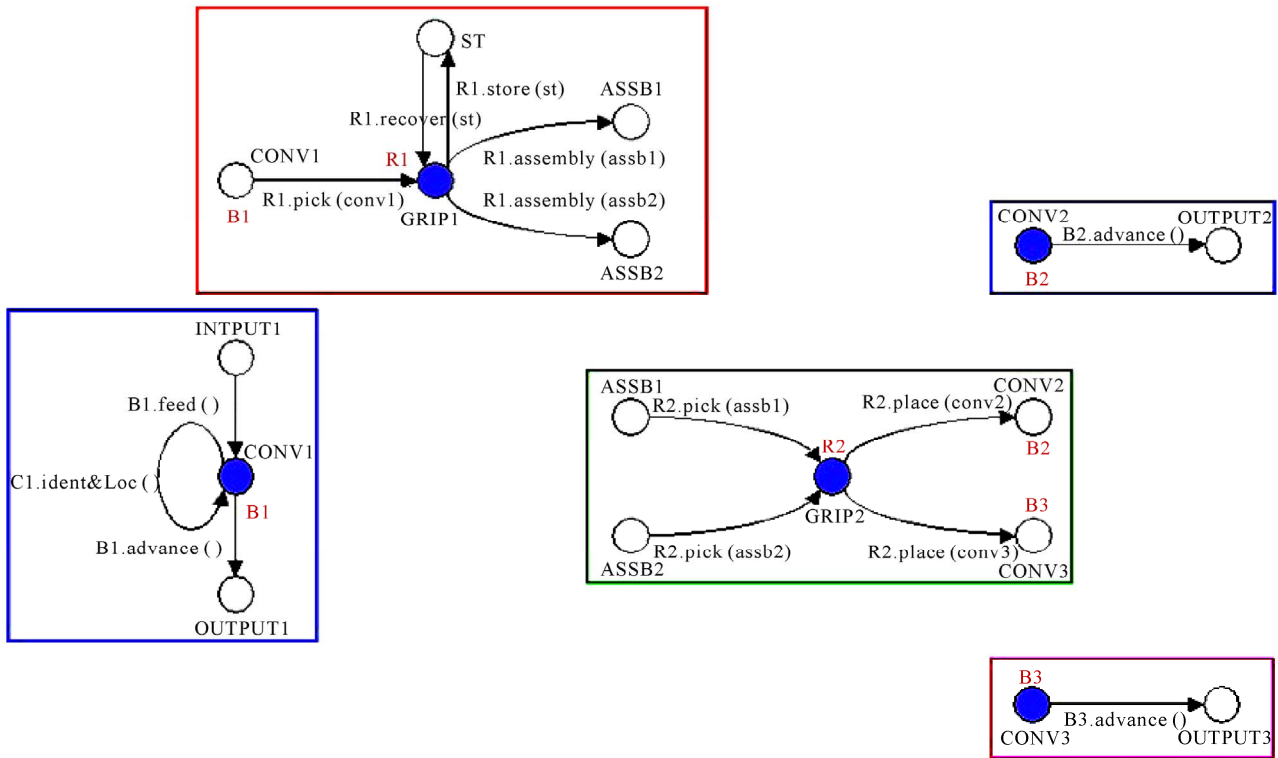 ST
R1.store (st)
R1.recover (st)
ASSB1
CONV1
R1
R1.assembly (assb1)
R1.pick (conv1)
R1.assembly (assb2)
B1
GRIP1
ASSB2
CONV2
OUTPUT2
B2.advance ()
B2
INTPUT1
B1.feed ( )
CONV1
C1.ident&Loc ( )
B1
B1.advance ( )
OUTPUT1
ASSB1
CONV2
R2.pick (assb1)
R2.place (conv2)
R2
B2
B3
GRIP2
R2.pick (assb2)
R2.place (conv3)
ASSB2
CONV3
B3
B3.advance ()
CONV3
OUTPUT3